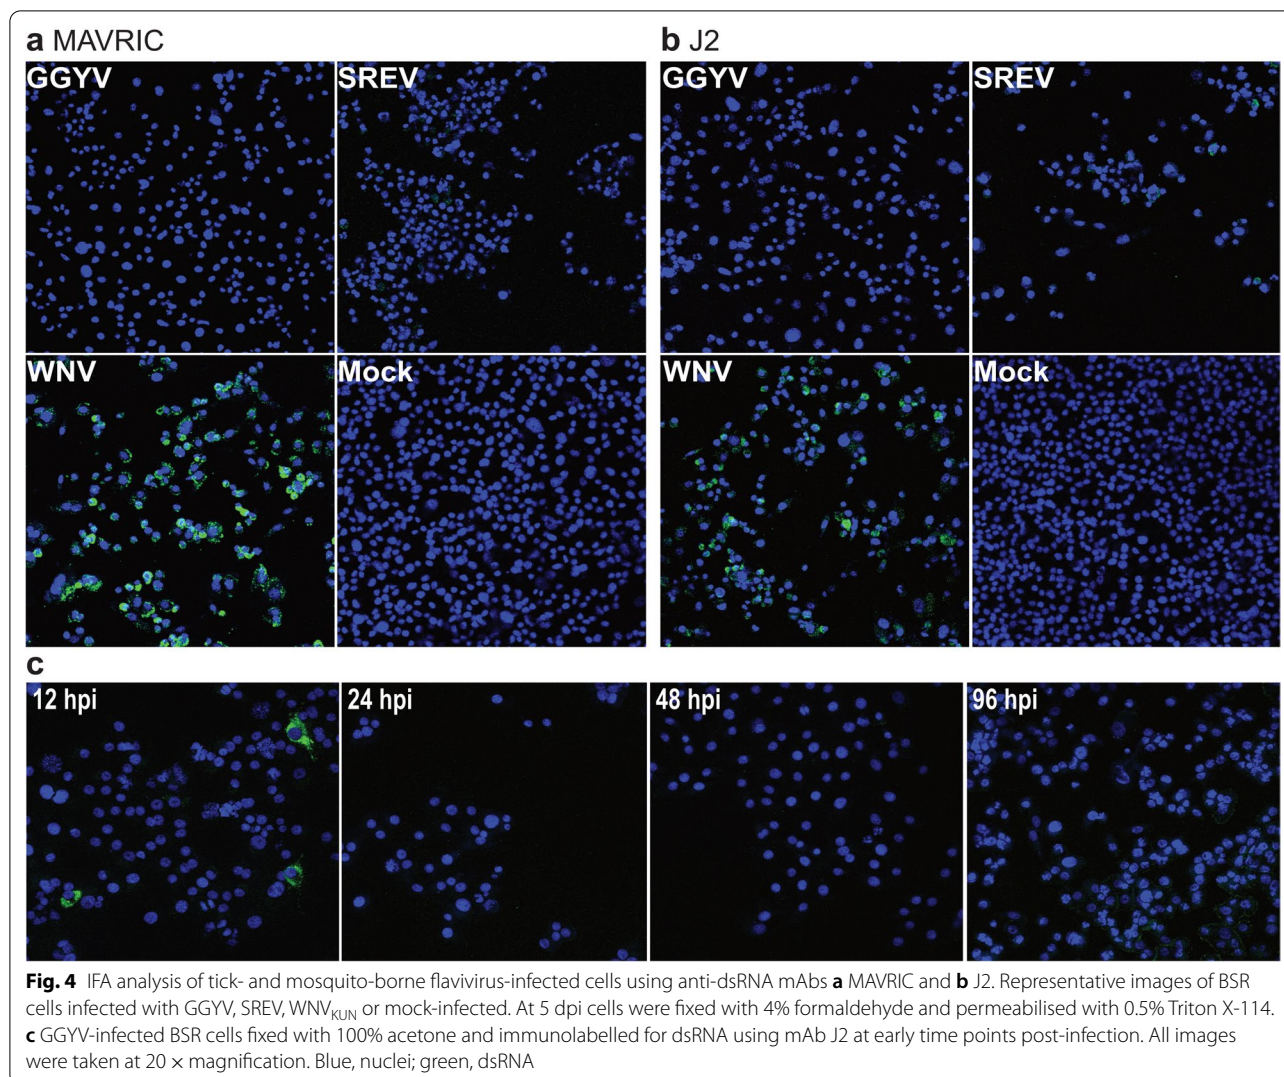 a MAVRIC
b J2
GGYV
SREV
GGYV
SREV
WNV
Mock
WNV
Mock
c
12 hpi
24 hpi
48 hpi
96 hpi
Fig. 4 IFA analysis of tick- and mosquito-borne flavivirus-infected cells using anti-dsRNA mAbs a MAVRIC and b J2. Representative images of BSR
cells infected with GGYV, SREV, WNVKUN or mock-infected. At 5 dpi cells were fixed with 4% formaldehyde and permeabilised with 0.5% Triton X-114.
c GGYV-infected BSR cells fixed with 100% acetone and immunolabelled for dsRNA using mAb J2 at early time points post-infection. All images
were taken at 20 × magnification. Blue, nuclei; green, dsRNA